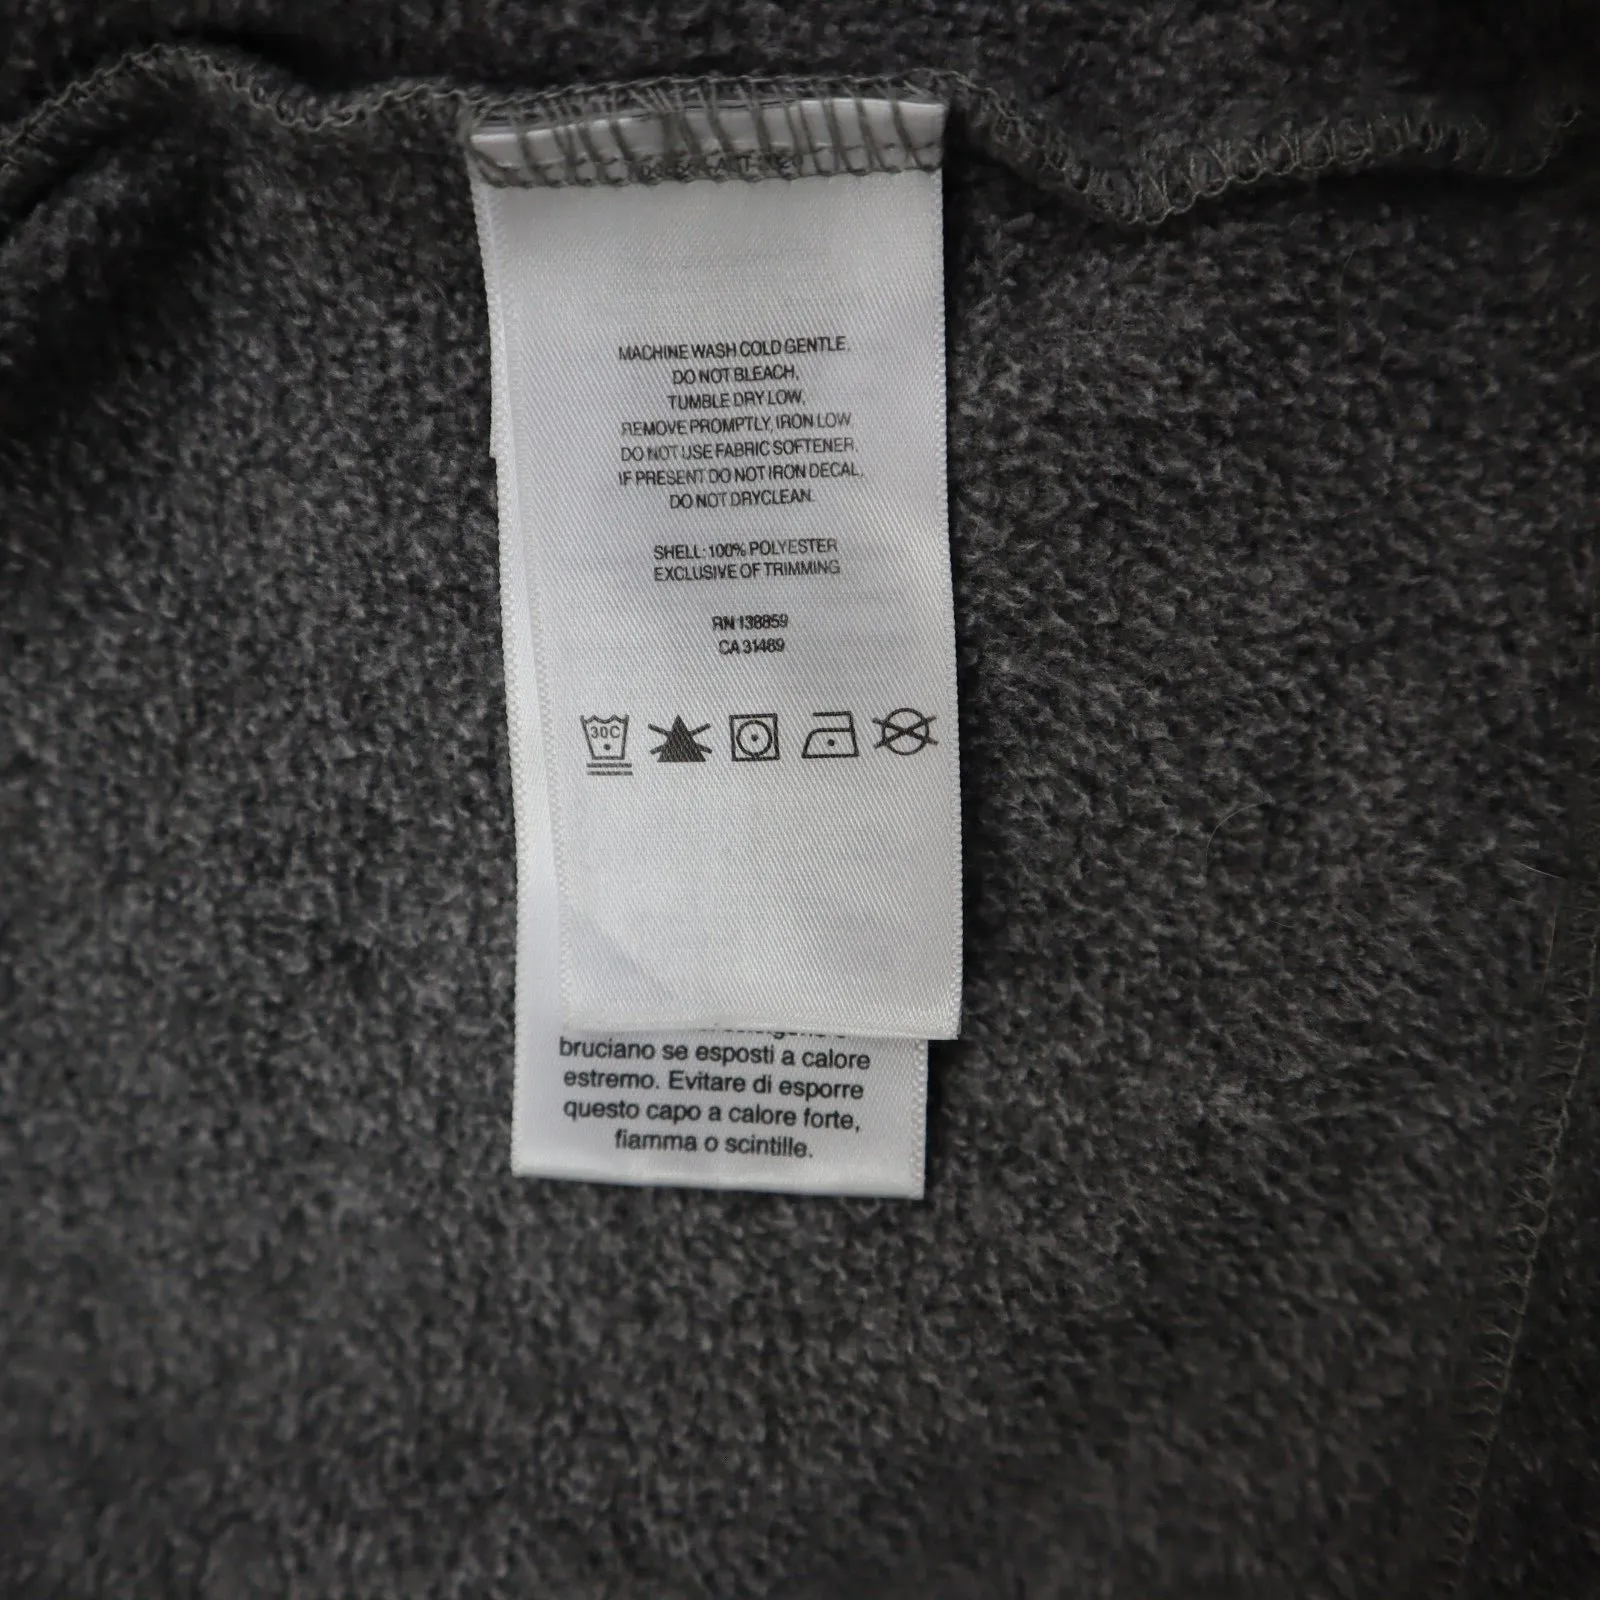 MACHINE WASH COLD GENTLE,
DO NOT BLEACH,
TUMBLE DRY LOW,
REMOVE PROMPTLY, IRON LOW
DO NOT USE FABRIC SOFTENER,
IF PRESENT DO NOT IRON DECAL,
DO NOT DRYCLEAN.
SHELL: 100% POLYESTER
EXCLUSIVE OF TRIMMING
RN 138859
CA 31489
30C
bruciano se esposti a calore
estremo. Evitare di esporre
questo capo a calore forte,
fiamma o scintille.